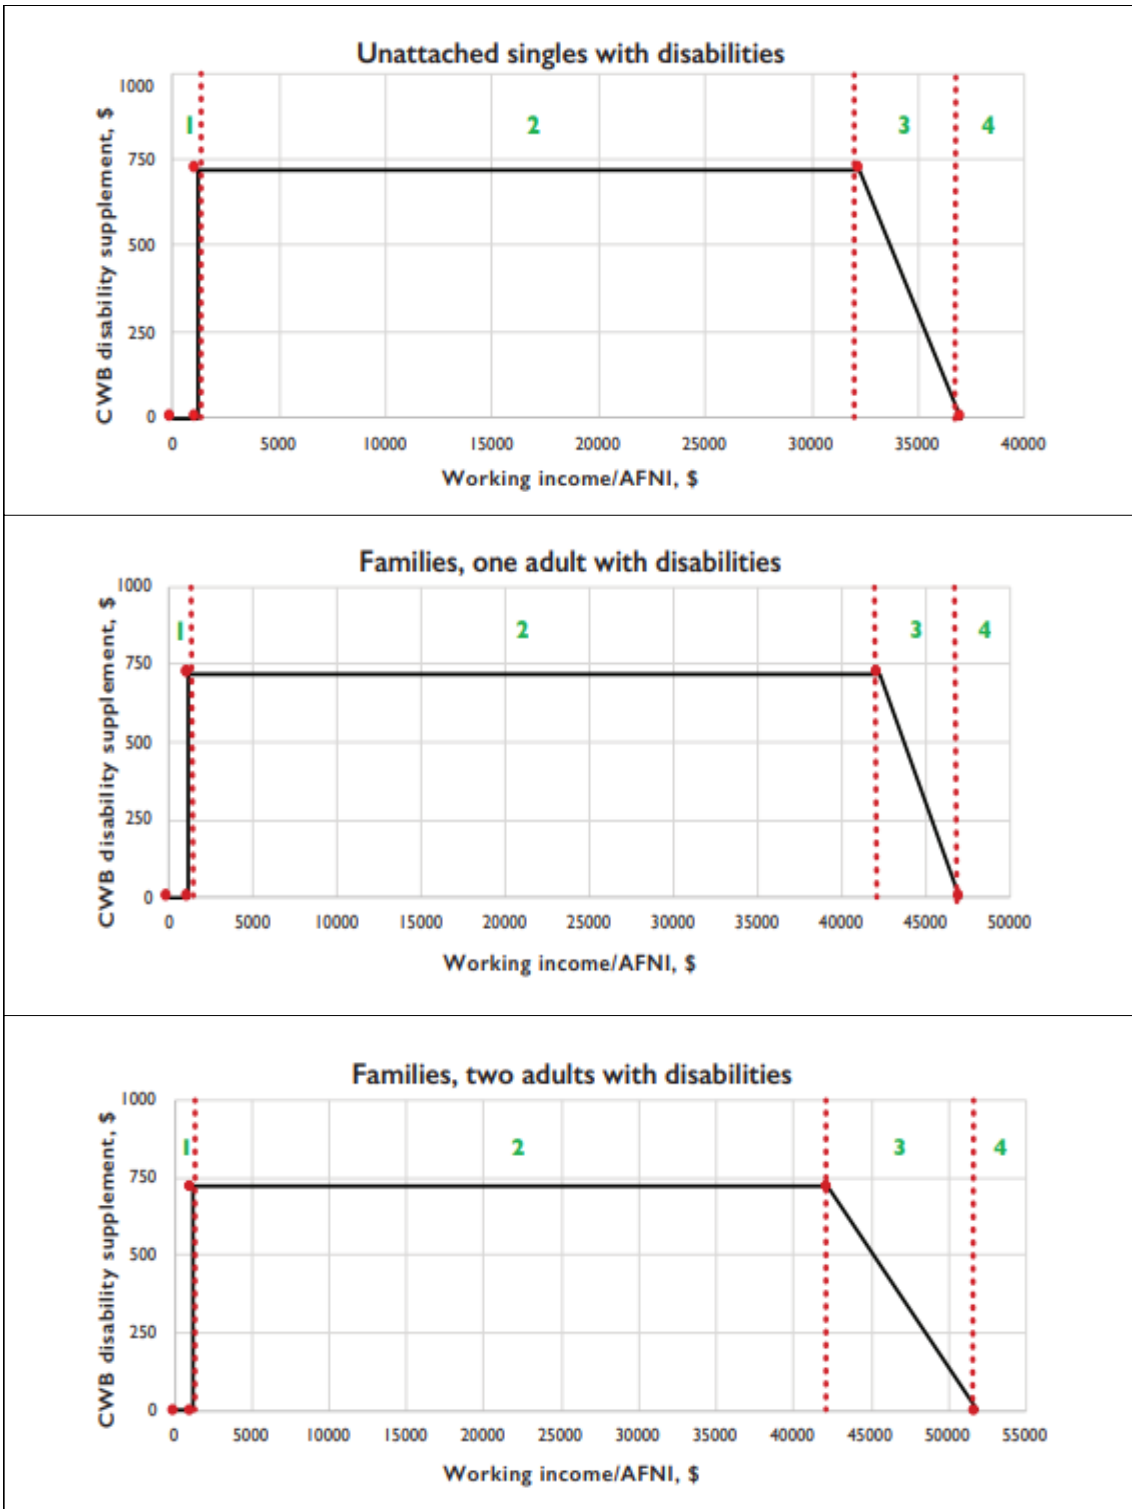 Unattached singles with disabilities
1000
750
500
250
0
CWB disability supplement, $
1
2
3
4
0 5000 10000 15000 20000 25000 30000 35000 40000
Working income/AFNI, $
Families, one adult with disabilities
1000
750
500
250
0
CWB disability supplement, $
1
2
3
4
0 5000 10000 15000 20000 25000 30000 35000 40000 45000 50000
Working income/AFNI, $
Families, two adults with disabilities
1000
750
500
250
0
CWB disability supplement, $
1
2
3
4
0 5000 10000 15000 20000 25000 30000 35000 40000 45000 50000 55000
Working income/AFNI, $